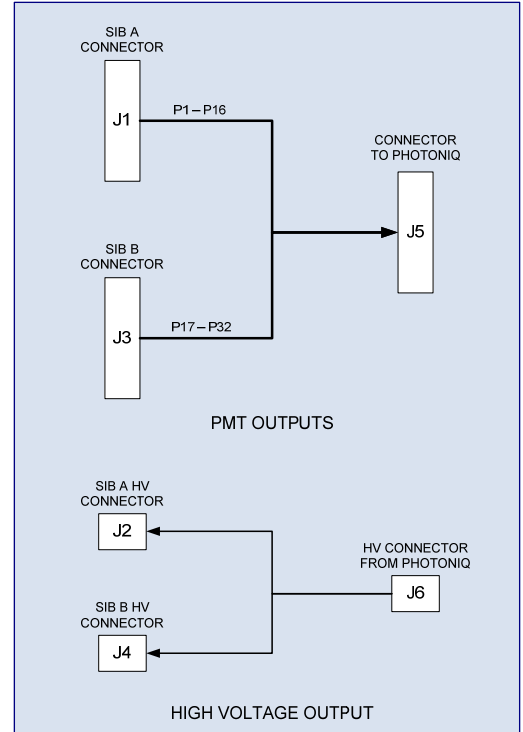 SIB A
CONNECTOR
J1
P1–P16
CONNECTOR
TO PHOTONIQ
J5
SIB B
CONNECTOR
J3
P17–P32
PMT OUTPUTS
SIB A HV
CONNECTOR
J2
HV CONNECTOR
FROM PHOTONIQ
J6
SIB B HV
CONNECTOR
J4
HIGH VOLTAGE OUTPUT